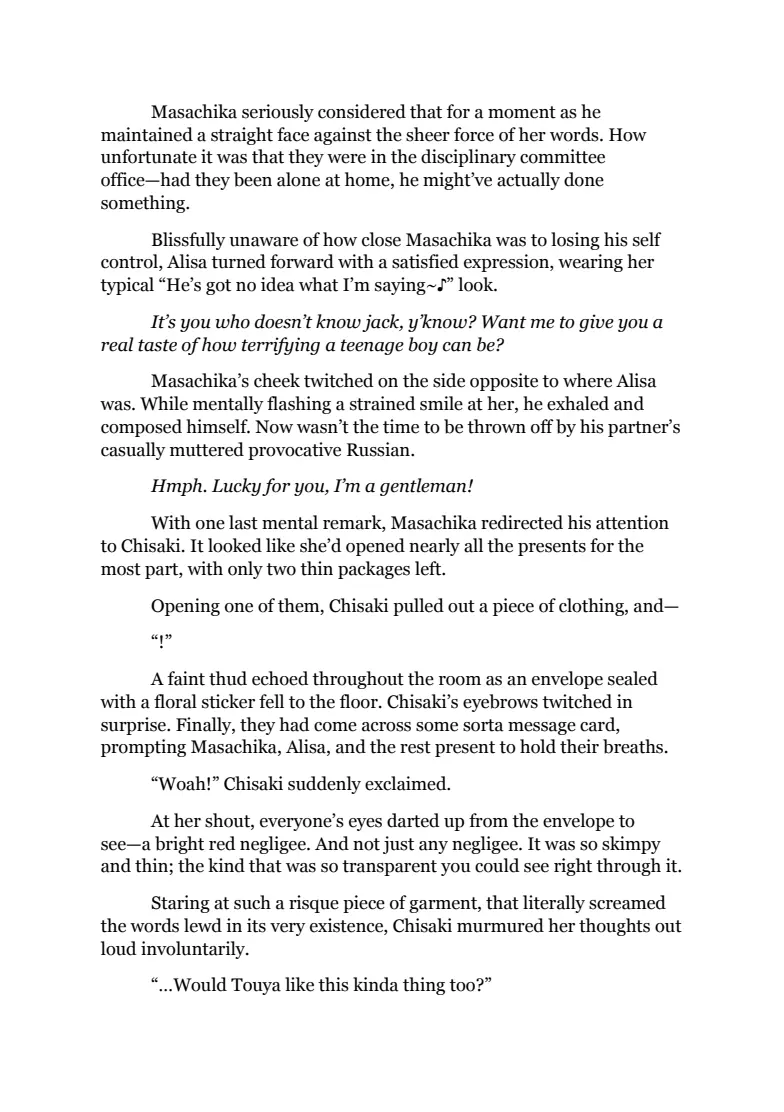 Masachika seriously considered that for a moment as he
maintained a straight face against the sheer force of her words. How
unfortunate it was that they were in the disciplinary committee
office—had they been alone at home, he might’ve actually done
something.
Blissfully unaware of how close Masachika was to losing his self
control, Alisa turned forward with a satisfied expression, wearing her
typical “He’s got no idea what I’m saying~♪” look.
It’s you who doesn’t know jack, y’know? Want me to give you a
real taste of how terrifying a teenage boy can be?
Masachika’s cheek twitched on the side opposite to where Alisa
was. While mentally flashing a strained smile at her, he exhaled and
composed himself. Now wasn’t the time to be thrown off by his partner’s
casually muttered provocative Russian.
Hmph. Lucky for you, I’m a gentleman!
With one last mental remark, Masachika redirected his attention
to Chisaki. It looked like she’d opened nearly all the presents for the
most part, with only two thin packages left.
Opening one of them, Chisaki pulled out a piece of clothing, and—
“!”
A faint thud echoed throughout the room as an envelope sealed
with a floral sticker fell to the floor. Chisaki’s eyebrows twitched in
surprise. Finally, they had come across some sorta message card,
prompting Masachika, Alisa, and the rest present to hold their breaths.
“Woah!” Chisaki suddenly exclaimed.
At her shout, everyone’s eyes darted up from the envelope to
see—a bright red negligee. And not just any negligee. It was so skimpy
and thin; the kind that was so transparent you could see right through it.
Staring at such a risque piece of garment, that literally screamed
the words lewd in its very existence, Chisaki murmured her thoughts out
loud involuntarily.
“…Would Touya like this kinda thing too?”